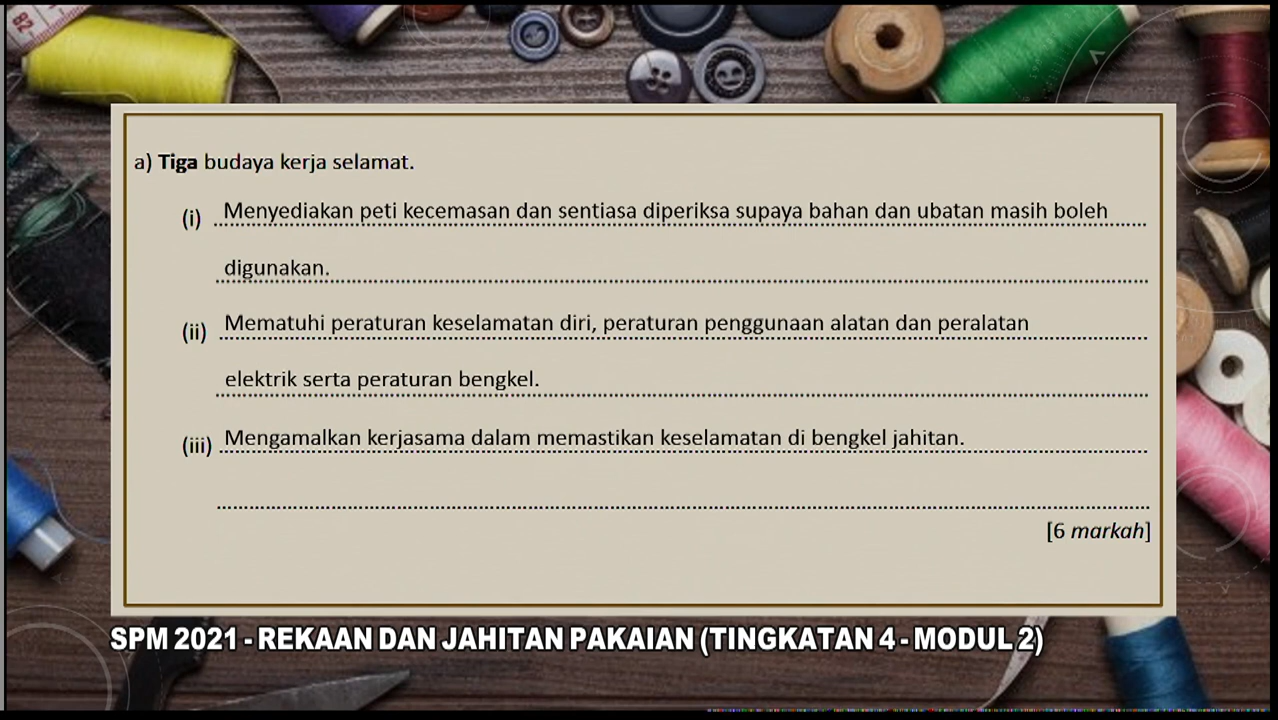 82
a) Tiga budaya kerja selamat.
(i) Menyediakan peti kecemasan dan sentiasa diperiksa supaya bahan dan ubatan masih boleh
digunakan.
(ii) Mematuhi peraturan keselamatan diri, peraturan penggunaan alatan dan peralatan
elektrik serta peraturan bengkel.
(iii) Mengamalkan kerjasama dalam memastikan keselamatan di bengkel jahitan.
[6 markah]
SPM 2021 - REKAAN DAN JAHITAN PAKAIAN (TINGKATAN 4 - MODUL 2)